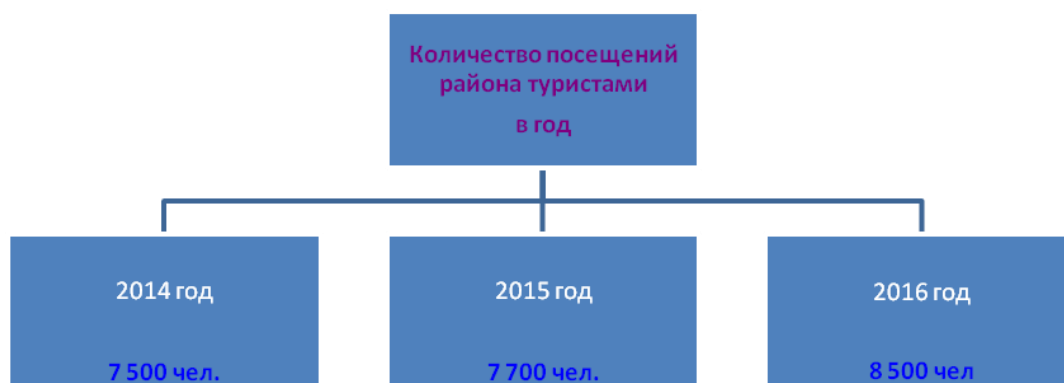 Количество посещений
района туристами
в год
2014 год
7 500 чел.
2015 год
7 700 чел.
2016 год
8 500 чел